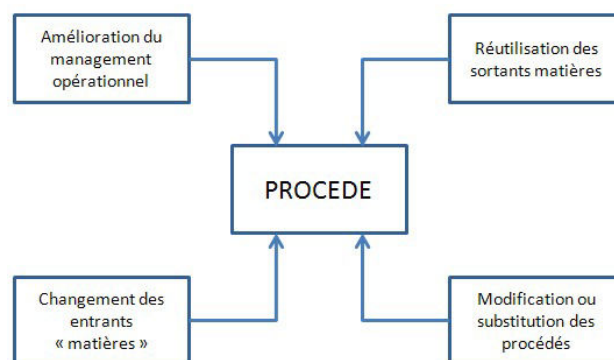 Amélioration du
management
opérationnel
Réutilisation des
sortants matières
PROCEDE
Changement des
entrants
« matières »
Modification ou
substitution des
procédés